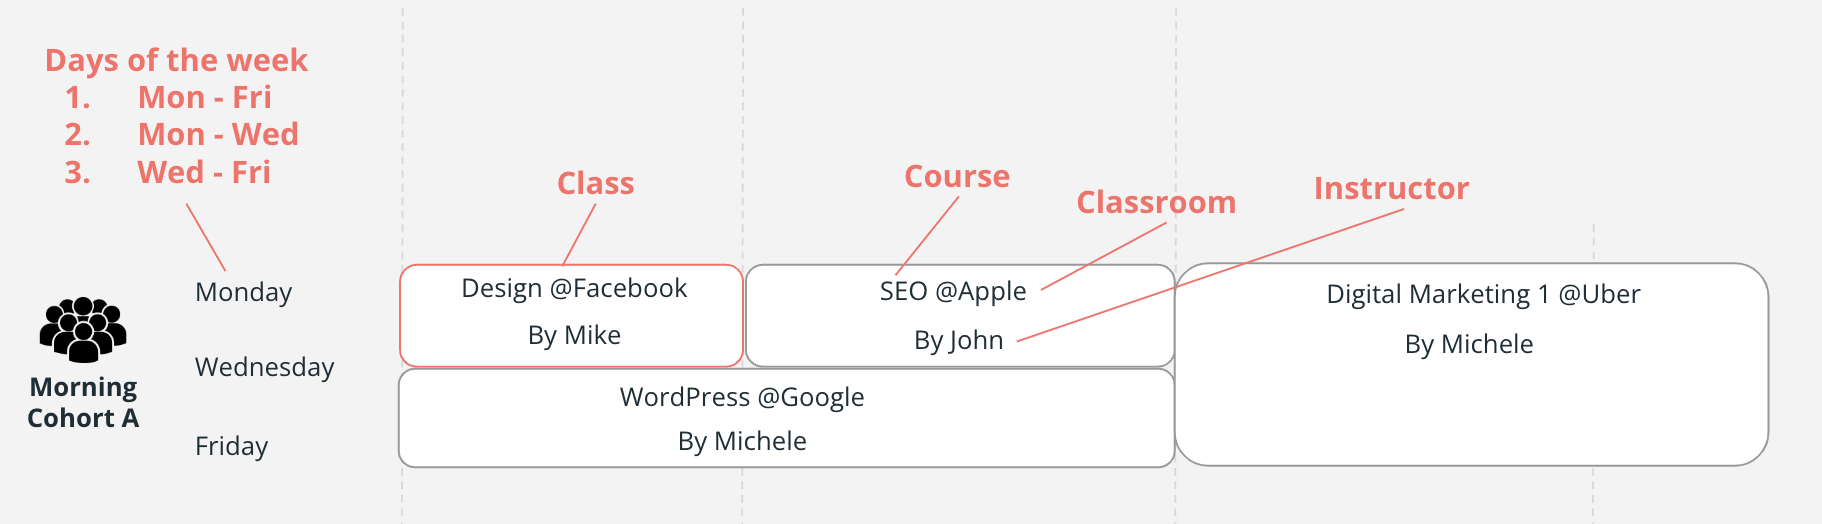 Days of the week
1. Mon - Fri
2. Mon - Wed
3. Wed - Fri
Class
Course
Classroom
Instructor
Monday
Wednesday
Friday
Morning
Cohort A
Design @Facebook
By Mike
SEO @Apple
By John
Digital Marketing 1 @Uber
By Michele
WordPress @Google
By Michele